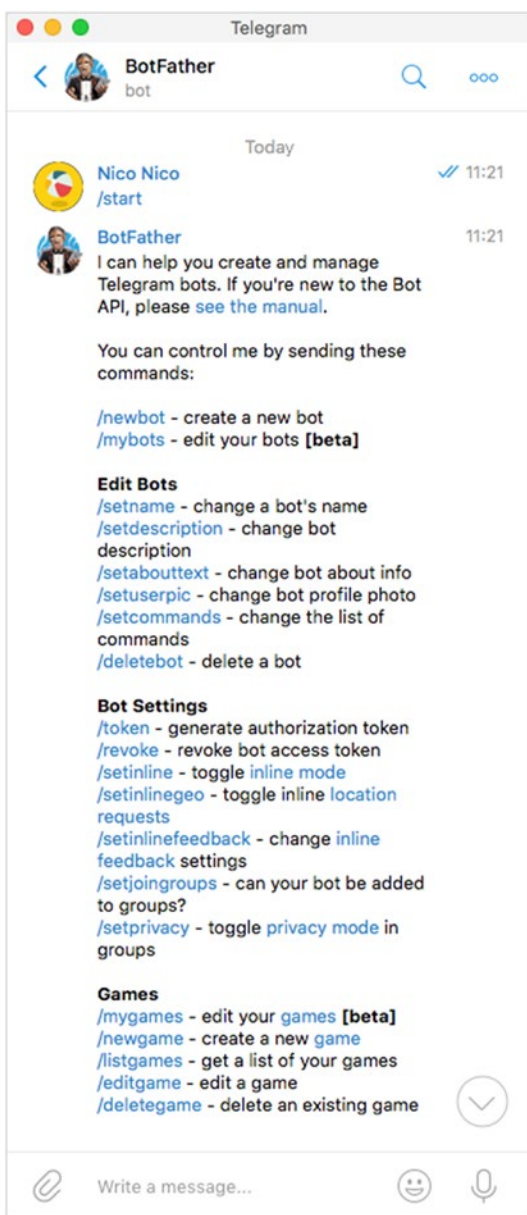 Telegram
BotFather
bot
Today
Nico Nico
11:21
/start
BotFather
11:21
I can help you create and manage
Telegram bots. If you're new to the Bot
API, please see the manual.
You can control me by sending these
commands:
/newbot - create a new bot
/mybots - edit your bots [beta]
Edit Bots
/setname - change a bot's name
/setdescription - change bot
description
/setabouttext - change bot about info
/setuserpic - change bot profile photo
/setcommands - change the list of
commands
/deletebot - delete a bot
Bot Settings
/token - generate authorization token
/revoke - revoke bot access token
/setinline - toggle inline mode
/setinlinegeo - toggle inline location
requests
/setinlinefeedback - change inline
feedback settings
/setjoingroups - can your bot be added
to groups?
/setprivacy - toggle privacy mode in
groups
Games
/mygames - edit your games [beta]
/newgame - create a new game
/listgames - get a list of your games
/editgame - edit a game
/deletegame - delete an existing game
Write a message...